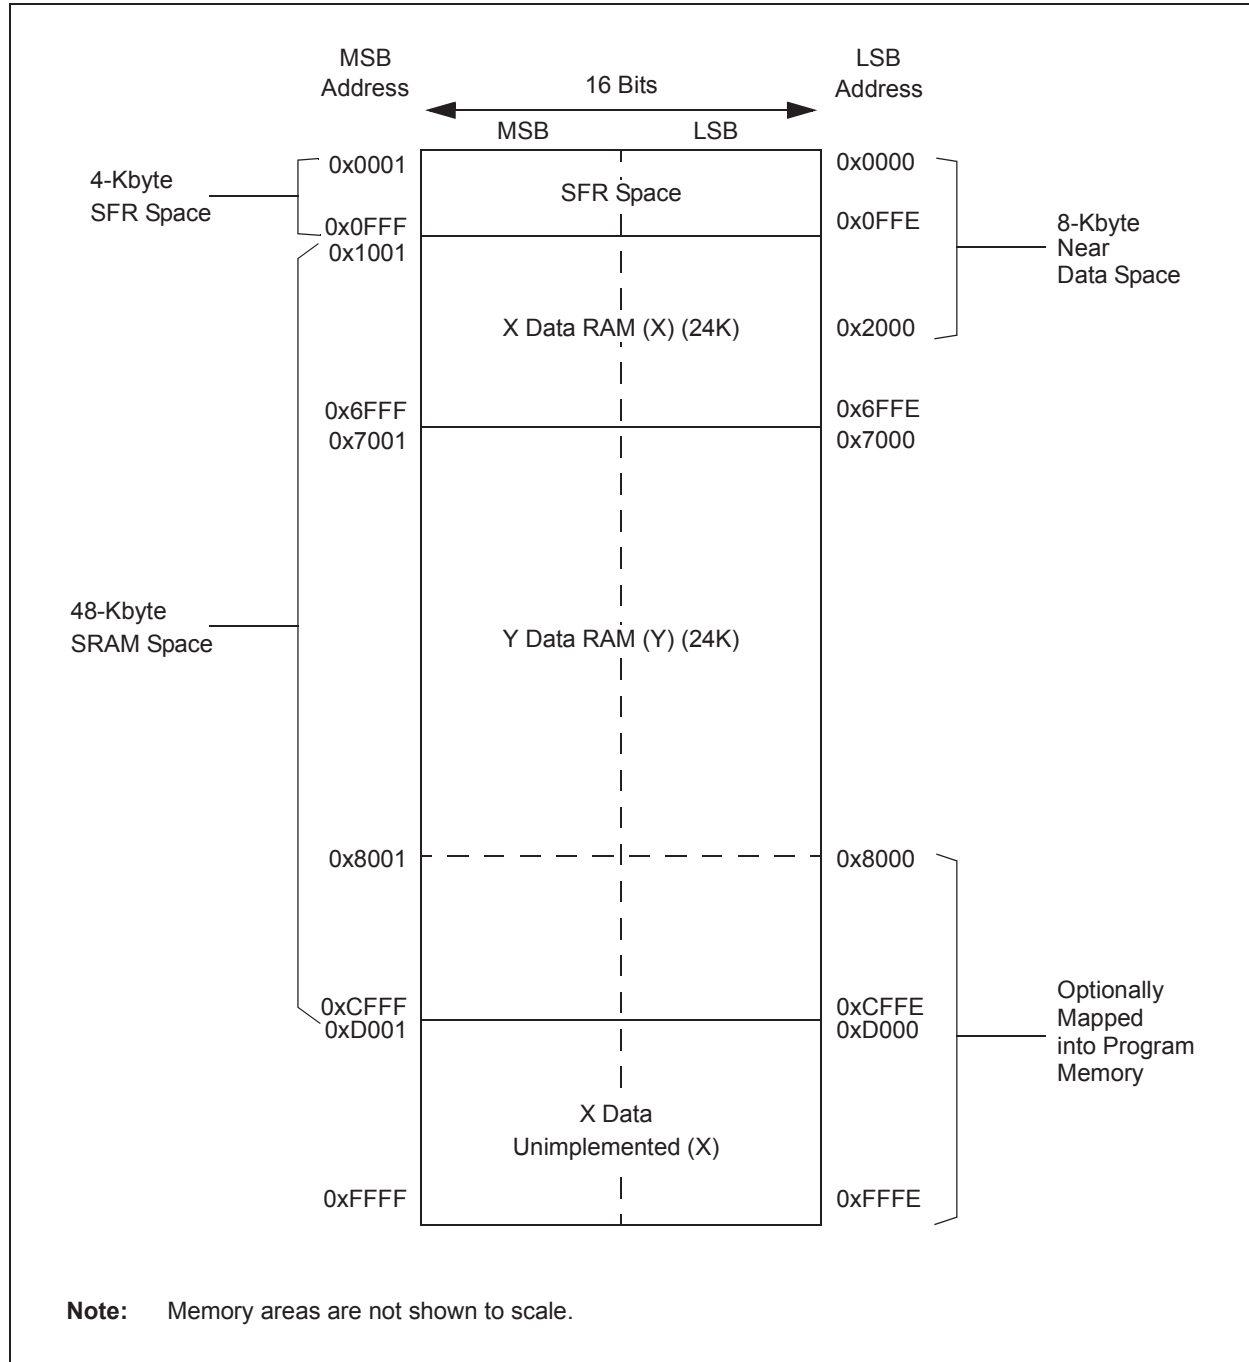 MSB
Address
LSB
Address
16 Bits
MSB
LSB
0x0001
0x0000
4-Kbyte
SFR Space
SFR Space
0x0FFF
0x0FFE
8-Kbyte
Near
Data Space
0x1001
X Data RAM (X) (24K)
0x2000
0x6FFF
0x6FFE
0x7001
0x7000
48-Kbyte
SRAM Space
Y Data RAM (Y) (24K)
0x8001
0x8000
0xCFFF
0xCFFE
0xD001
0xD000
Optionally
Mapped
into Program
Memory
X Data
Unimplemented (X)
0xFFFF
0xFFFE
Note: Memory areas are not shown to scale.